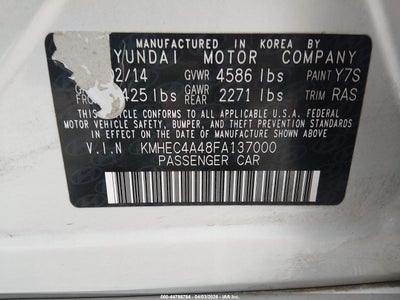 MANUFACTURED IN KOREA BY
YUNDAI MOTOR COMPANY
2/14 GVWR 4586 lbs PAINT Y7S
425 lbs GAWR REAR 2271 lbs TRIM RAS
THIS VEHICLE CONFORMS TO ALL APPLICABLE U.S.A. FEDERAL
MOTOR VEHICLE SAFETY, BUMPER, AND THEFT PREVENTION
STANDARDS IN EFFECT ON THE DATE OF MANUFACTURE SHOWN ABOVE.
V.I.N KMHEC4A48FA137000
PASSENGER CAR